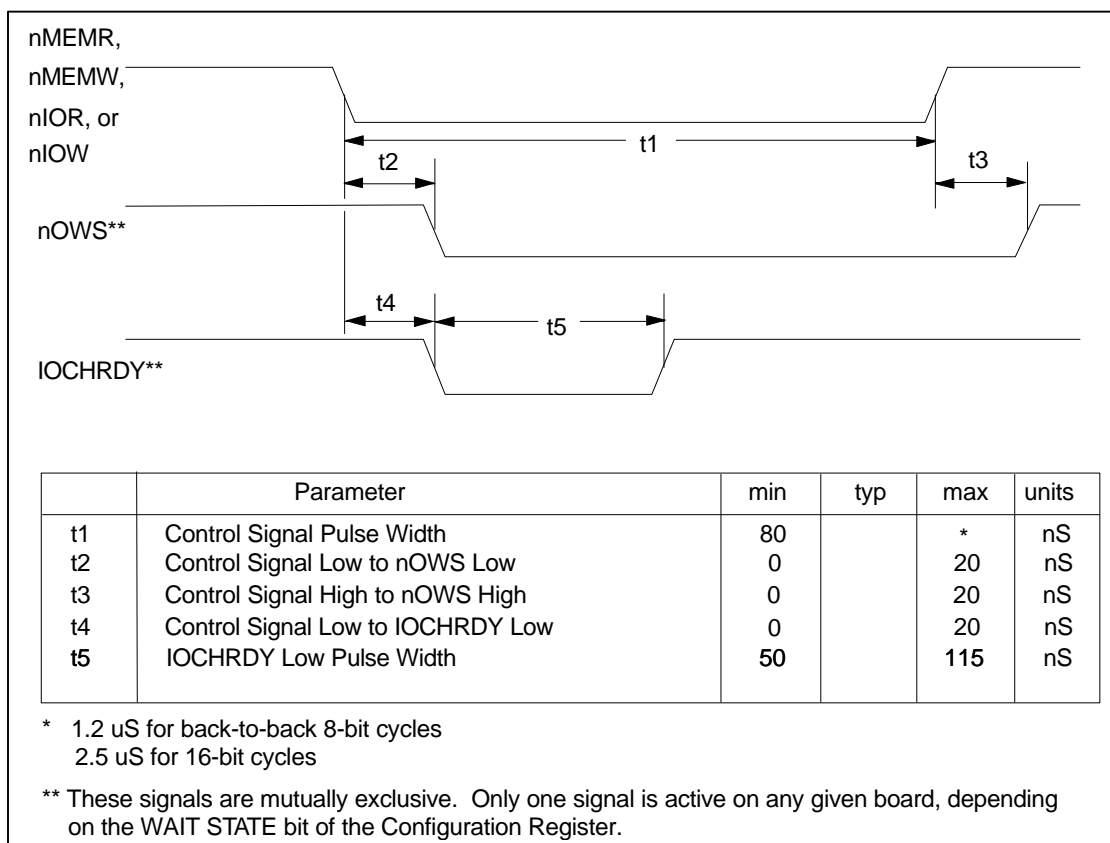 nMEMR,
nMEMW,
nIOR, or
nIOW
t1
t2
t3
nOWS**
t4
t5
IOCHRDY**
Parameter min typ max units
t1 Control Signal Pulse Width 80 * nS
t2 Control Signal Low to nOWS Low 0 20 nS
t3 Control Signal High to nOWS High 0 20 nS
t4 Control Signal Low to IOCHRDY Low 0 20 nS
t5 IOCHRDY Low Pulse Width 50 115 nS
* 1.2 uS for back-to-back 8-bit cycles
2.5 uS for 16-bit cycles
** These signals are mutually exclusive. Only one signal is active on any given board, depending
on the WAIT STATE bit of the Configuration Register.